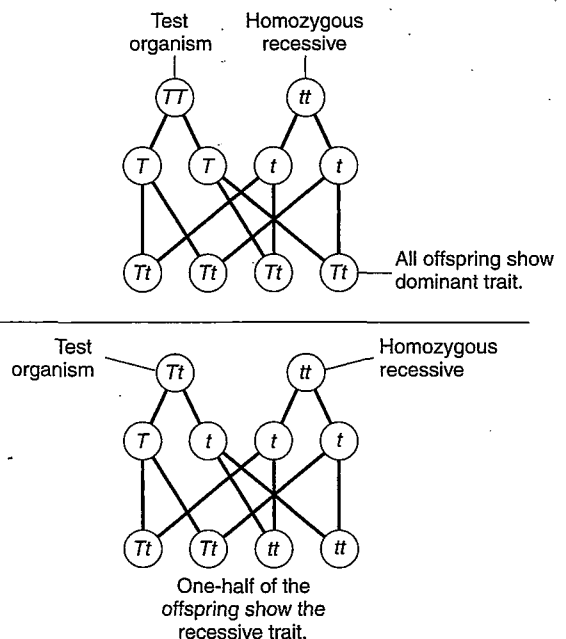 Test
organism
Homozygous
recessive
TT
tt
T
T
t
t
Tt
Tt
Tt
Tt
All offspring show
dominant trait.
Test
organism
Homozygous
recessive
Tt
tt
T
t
t
t
Tt
Tt
tt
tt
One-half of the
offspring show the
recessive trait.